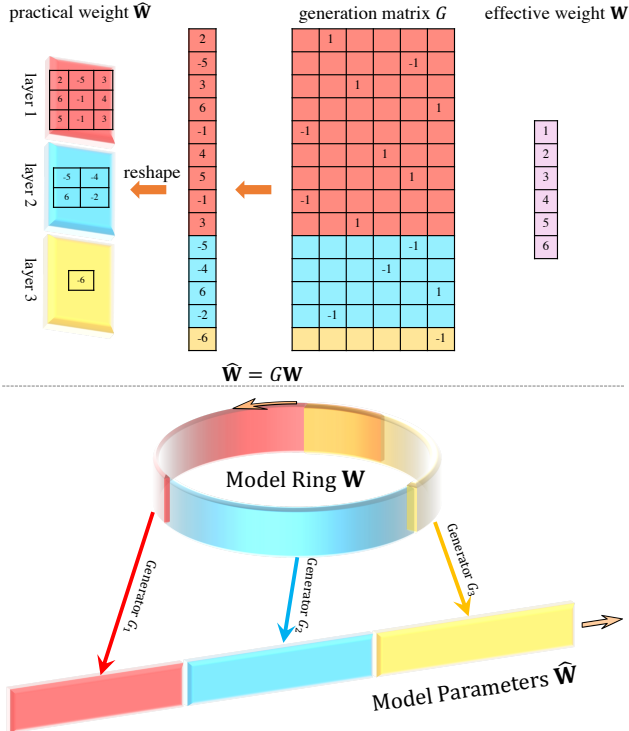 practical weight Ŵ
generation matrix G
effective weight W
layer 1
2 -5 3
6 -1 4
5 -1 3
layer 2
-5 -4
6 -2
layer 3
-6
reshape
2
-5
3
6
-1
4
5
-1
3
-5
-4
6
-2
-6
1
-1
1
1
-1
1
1
-1
1
-1
-1
1
-1
-1
1
2
3
4
5
6
Ŵ = GW
Model Ring W
Generator G₁
Generator G₂
Generator G₃
Model Parameters Ŵ